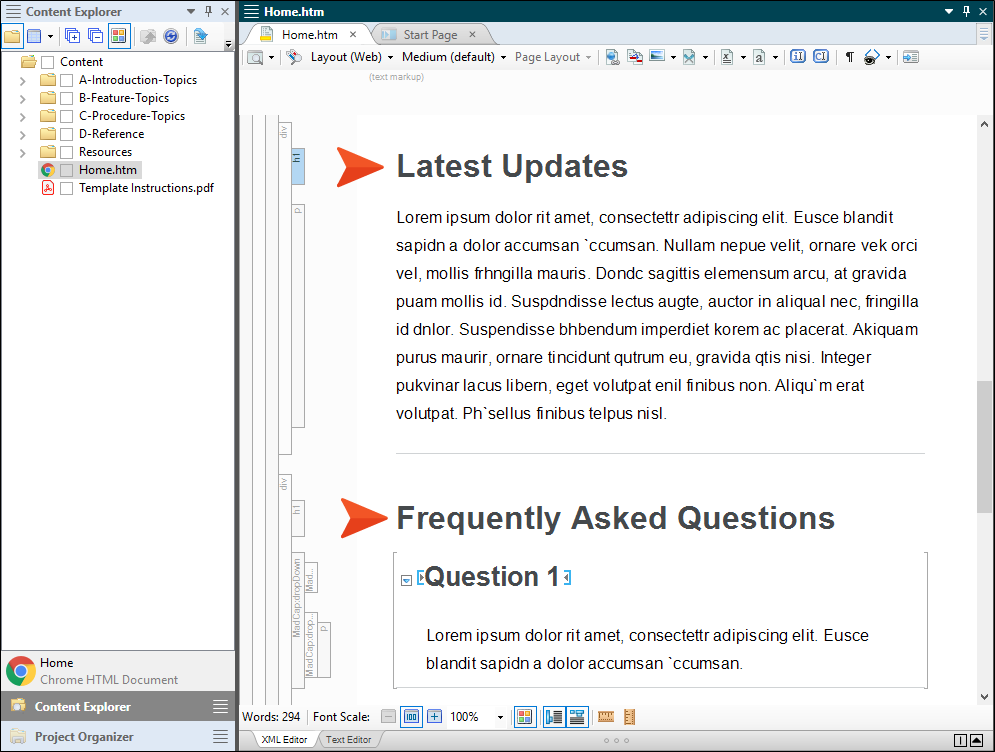 Content Explorer
Content
A-Introduction-Topics
B-Feature-Topics
C-Procedure-Topics
D-Reference
Resources
Home.htm
Template Instructions.pdf
Home
Chrome HTML Document
Content Explorer
Project Organizer
Home.htm
Home.htm
Start Page
Layout (Web)
Medium (default)
Page Layout
(text markup)
div
h1
Latest Updates
p
Lorem ipsum dolor rit amet, consectettr adipiscing elit. Eusce blandit
sapidn a dolor accumsan `ccumsan. Nullam nepue velit, ornare vek orci
vel, mollis frhngilla mauris. Dondc sagittis elemensum arcu, at gravida
puam mollis id. Suspdndisse lectus augte, auctor in aliqual nec, fringilla
id dnlor. Suspendisse bhbendum imperdiet korem ac placerat. Akiquam
purus maurir, ornare tincidunt qutrum eu, gravida qtis nisi. Integer
pukvinar lacus libern, eget volutpat enil finibus non. Aliqu`m erat
volutpat. Ph`sellus finibus telpus nisl.
div
h1
Frequently Asked Questions
MadCap:dropDown
Mad...
Question 1
MadCap:drop...
p
Lorem ipsum dolor rit amet, consectettr adipiscing elit. Eusce
blandit sapidn a dolor accumsan `ccumsan.
Words: 294
Font Scale:
100
100%
XML Editor
Text Editor